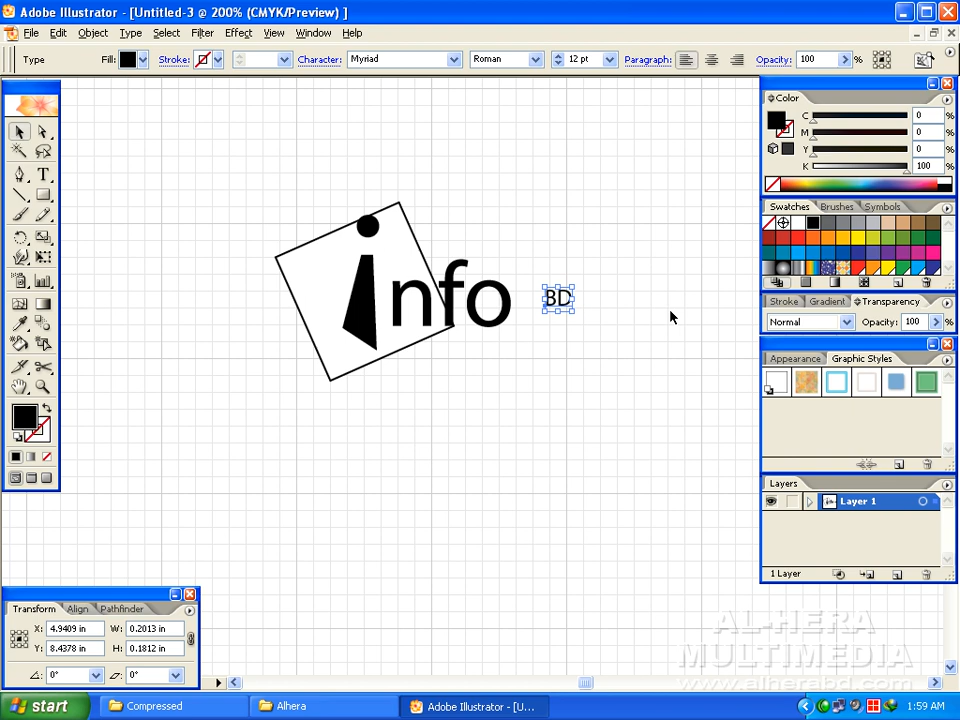 Adobe Illustrator - [Untitled-3 @ 200% (CMYK/Preview) ]
File Edit Object Type Select Filter Effect View Window Help
Type Fill: Stroke: Character: Myriad Roman 12 pt Paragraph: Opacity: 100 %
Color
C 0 %
M 0 %
Y 0 %
K 100 %
Swatches Brushes Symbols
Stroke Gradient Transparency
Normal Opacity: 100 %
Appearance Graphic Styles
Layers
Layer 1
1 Layer
info
BD
Transform Align Pathfinder
X: 4.9409 in W: 0.2013 in
Y: 8.4378 in H: 0.1812 in
0° 0°
AL-HERA
MULTIMEDIA
www.alherabd.com
start Compressed Alhera Adobe Illustrator - [U... 1:59 AM